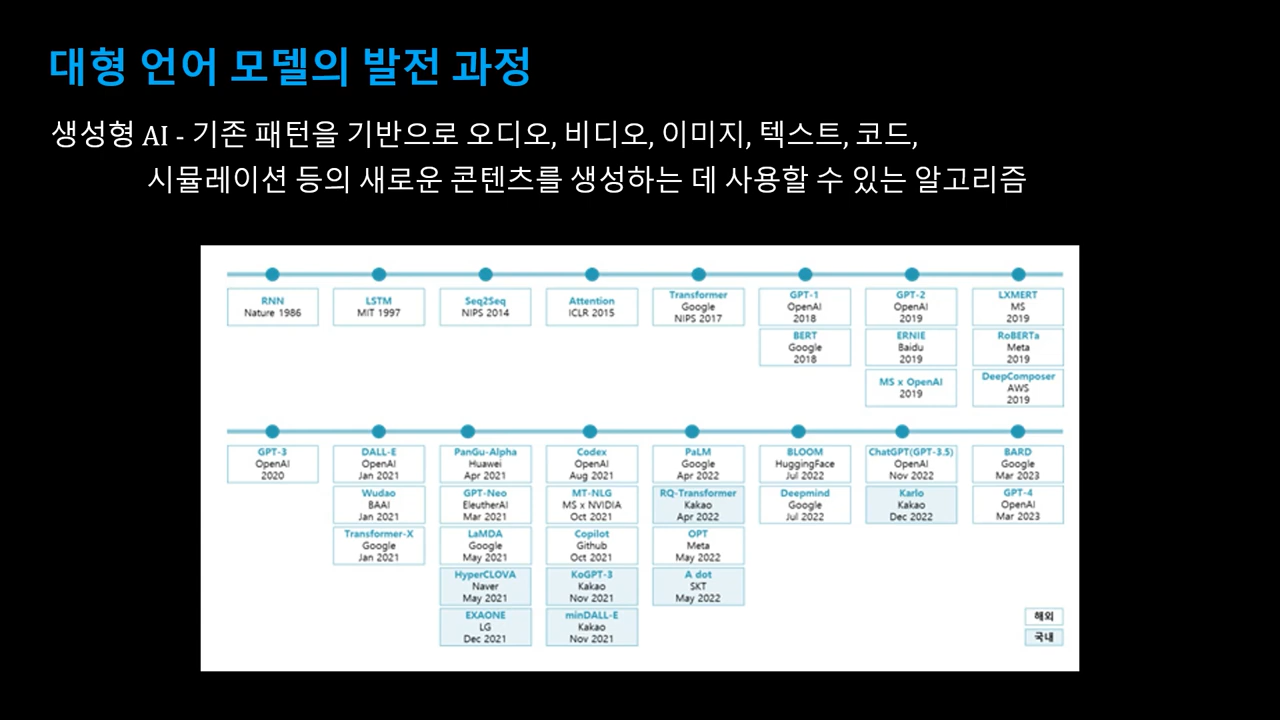 대형 언어 모델의 발전 과정
생성형 AI - 기존 패턴을 기반으로 오디오, 비디오, 이미지, 텍스트, 코드,
시뮬레이션 등의 새로운 콘텐츠를 생성하는 데 사용할 수 있는 알고리즘
RNN
Nature 1986
LSTM
MIT 1997
Seq2Seq
NIPS 2014
Attention
ICLR 2015
Transformer
Google
NIPS 2017
GPT-1
OpenAI
2018
BERT
Google
2018
GPT-2
OpenAI
2019
ERNIE
Baidu
2019
MS x OpenAI
2019
LXMERT
MS
2019
RoBERTa
Meta
2019
DeepComposer
AWS
2019
GPT-3
OpenAI
2020
DALL-E
OpenAI
Jan 2021
Wudao
BAAI
Jan 2021
Transformer-X
Google
Jan 2021
PanGu-Alpha
Huawei
Apr 2021
GPT-Neo
EleutherAI
Mar 2021
LaMDA
Google
May 2021
HyperCLOVA
Naver
May 2021
EXAONE
LG
Dec 2021
Codex
OpenAI
Aug 2021
MT-NLG
MS x NVIDIA
Oct 2021
Copilot
Github
Oct 2021
KoGPT-3
Kakao
Nov 2021
minDALL-E
Kakao
Nov 2021
PaLM
Google
Apr 2022
RQ-Transformer
Kakao
Apr 2022
OPT
Meta
May 2022
A dot
SKT
May 2022
BLOOM
HuggingFace
Jul 2022
Deepmind
Google
Jul 2022
ChatGPT(GPT-3.5)
OpenAI
Nov 2022
Karlo
Kakao
Dec 2022
BARD
Google
Mar 2023
GPT-4
OpenAI
Mar 2023
해외
국내